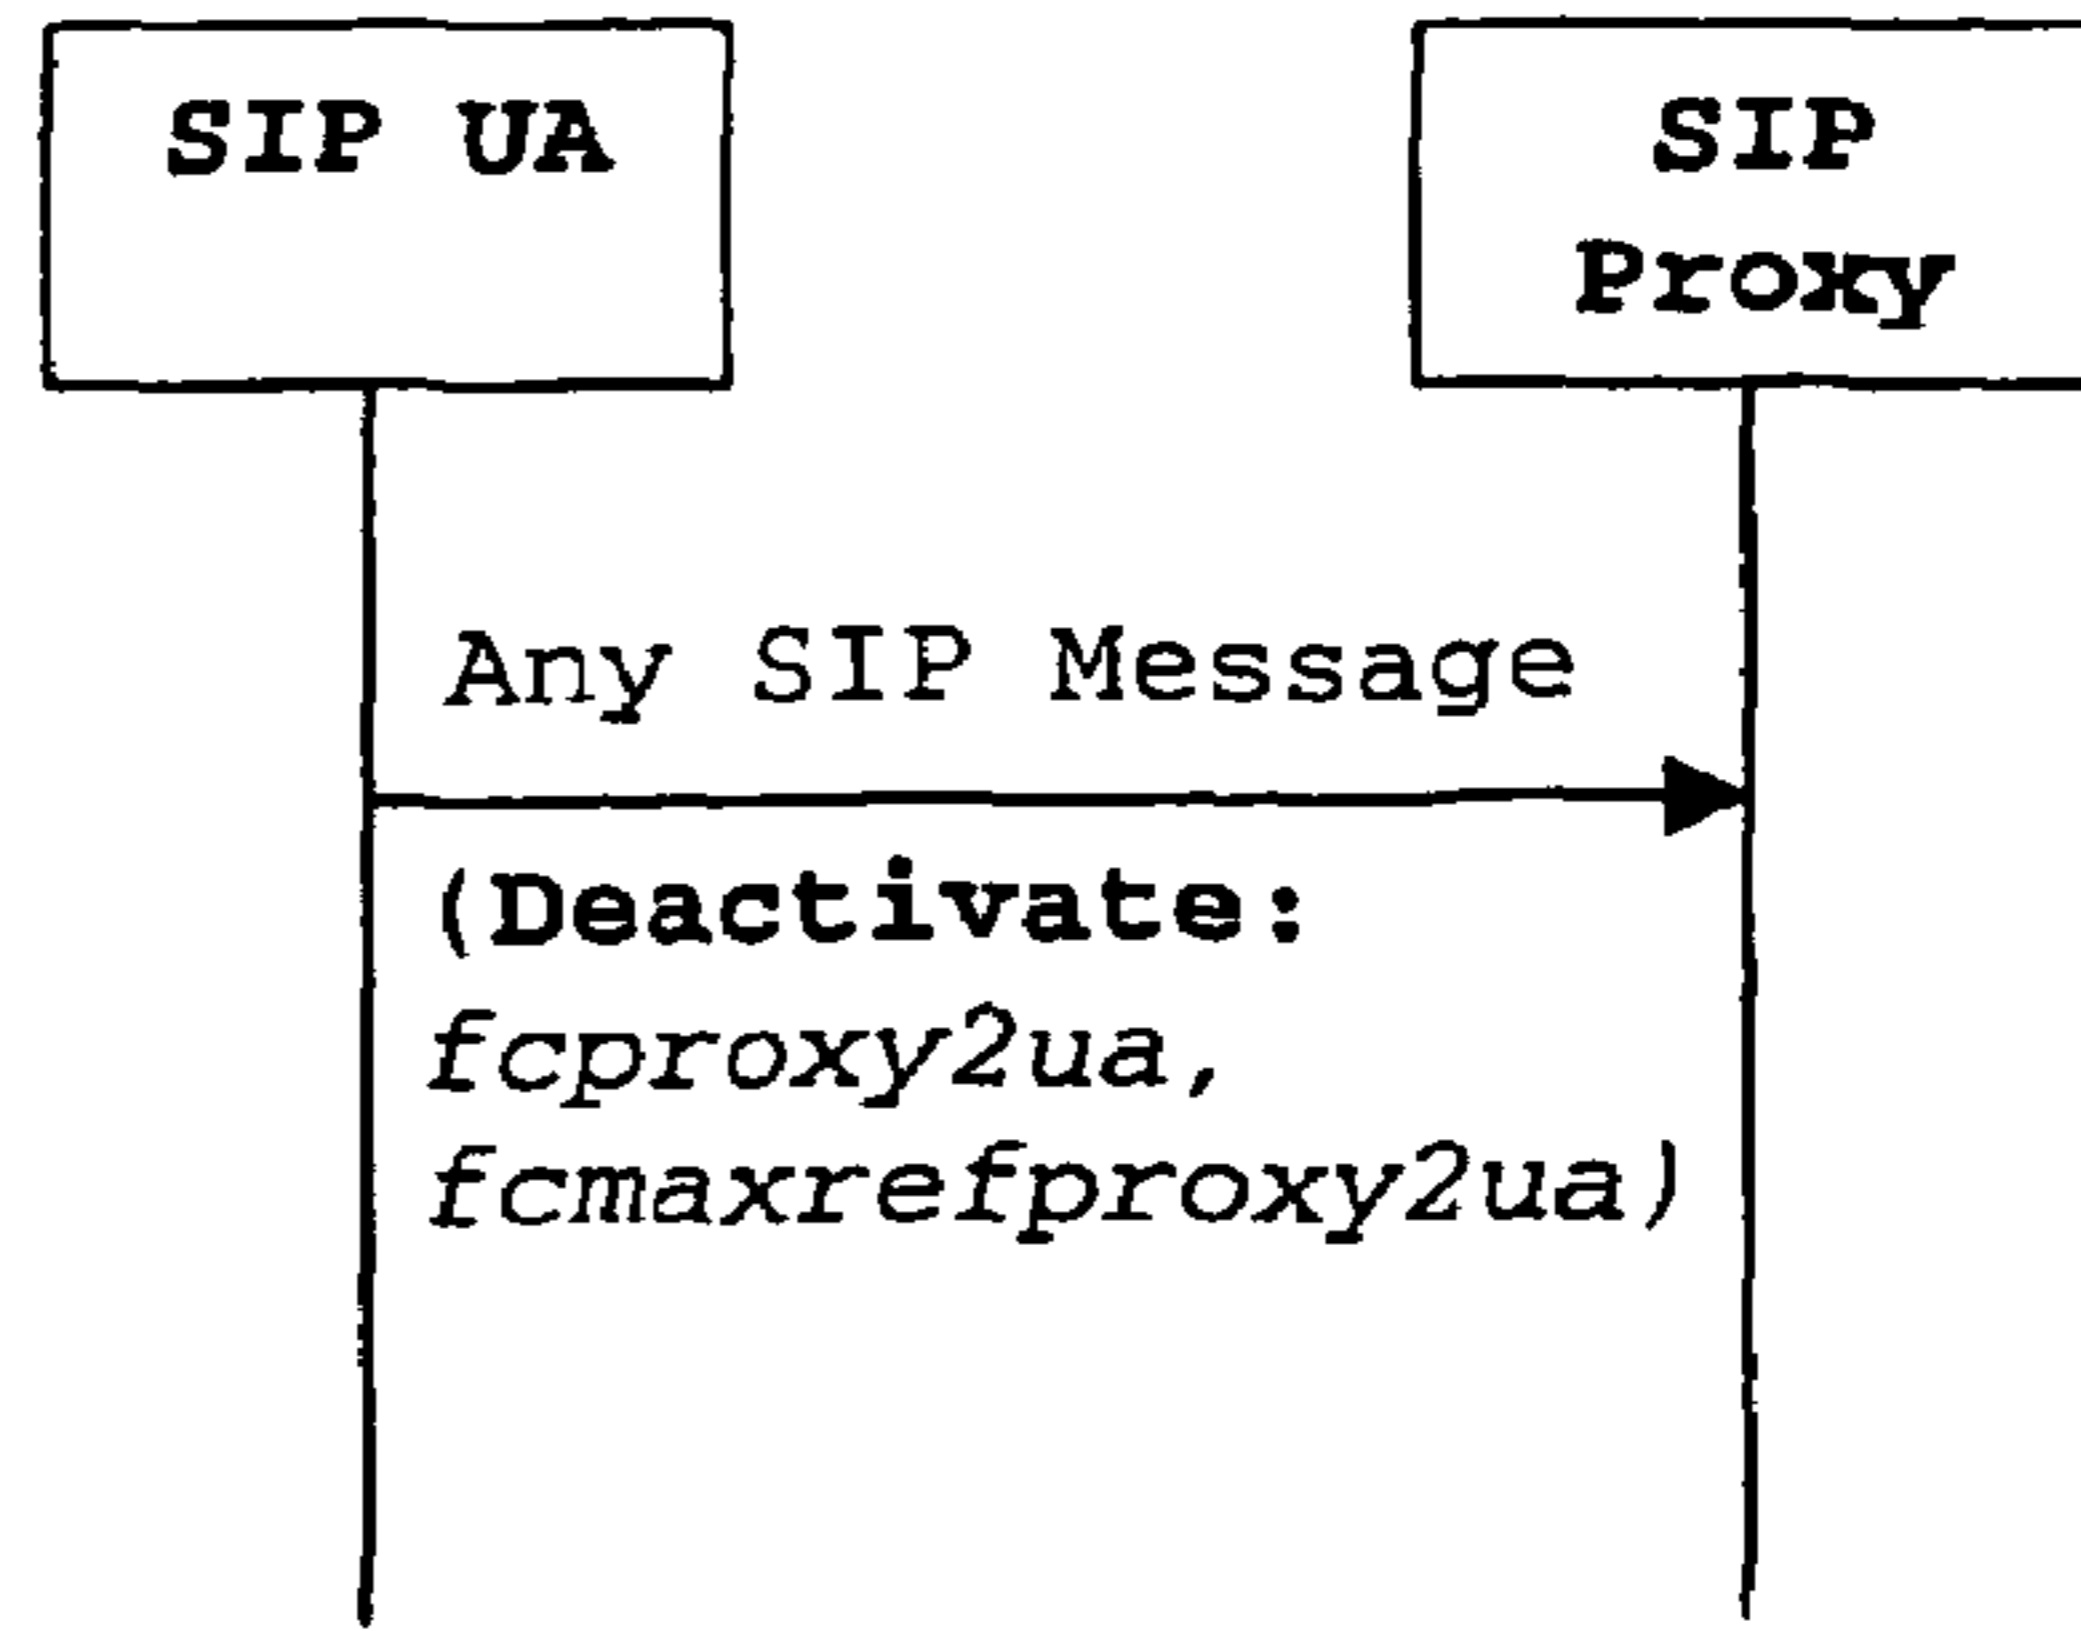 SIP UA
SIP
Proxy
Any SIP Message
(Deactivate:
fcproxy2ua,
fcmaxrefproxy2ua)